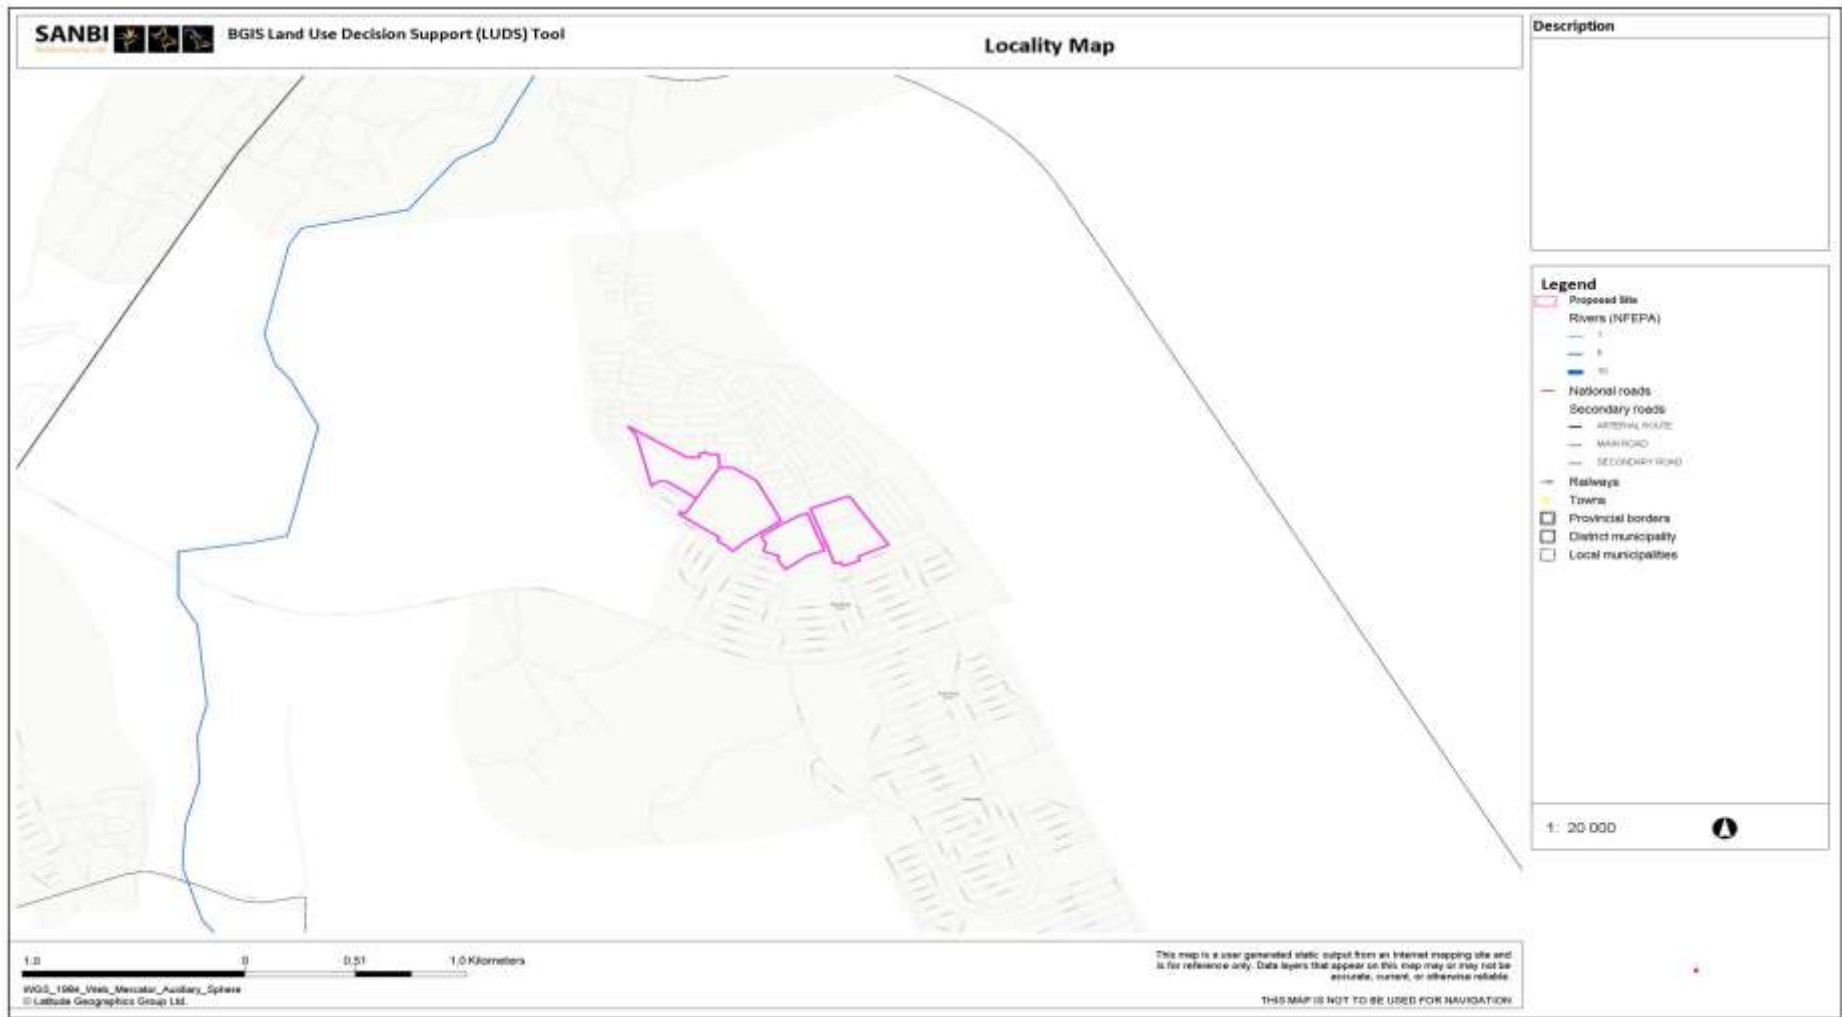 SANBI
BGIS Land Use Decision Support (LUDS) Tool
Locality Map
Description
Legend
Proposed Site
Rivers (NFEPA)
1
National roads
Secondary roads
ARTERIAL ROUTE
MAIN ROAD
SECONDARY ROAD
Railways
Towns
Provincial borders
District municipality
Local municipalities
1: 20 000
1.0 0 0.51 1.0 Kilometers
WGS_1984_Web_Mercator_Auxiliary_Sphere
© Latitude Geographics Group Ltd.
This map is a user generated static output from an Internet mapping site and
is for reference only. Data layers that appear on this map may or may not be
accurate, current, or otherwise reliable.
THIS MAP IS NOT TO BE USED FOR NAVIGATION